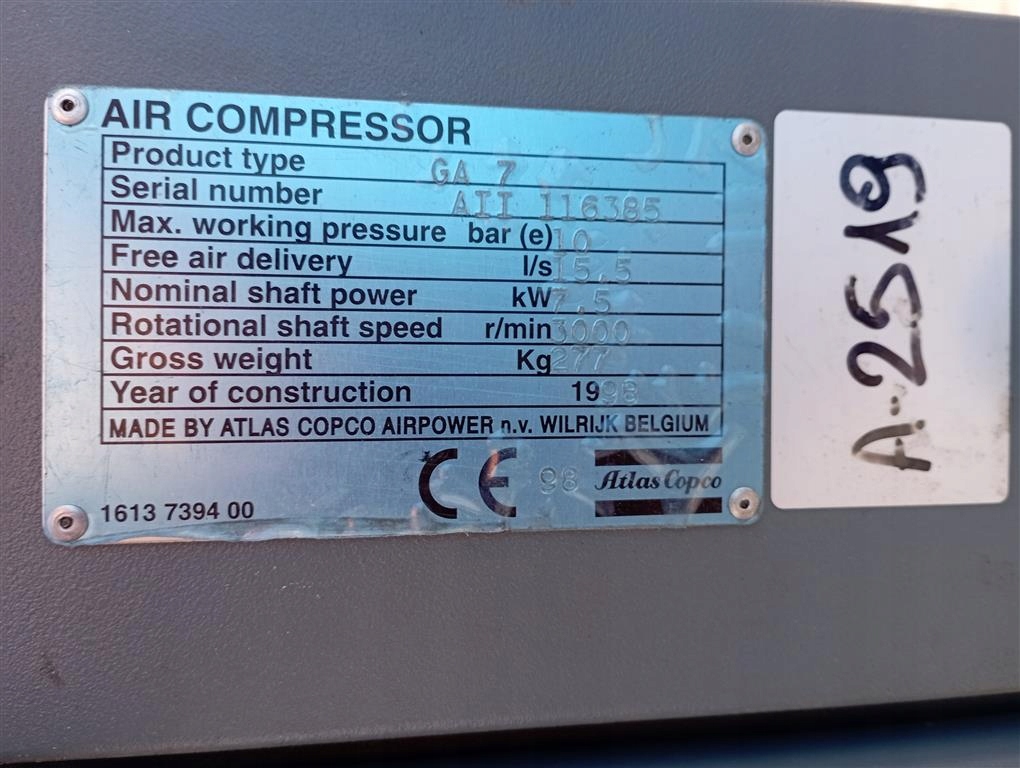 AIR COMPRESSOR
Product type GA 7
Serial number AII 116385
Max. working pressure bar (e) 10
Free air delivery l/s 15.5
Nominal shaft power kW 7.5
Rotational shaft speed r/min 3000
Gross weight Kg 277
Year of construction 1998
MADE BY ATLAS COPCO AIRPOWER n.v. WILRIJK BELGIUM
1613 7394 00
CE 98
Atlas Copco
A-2519